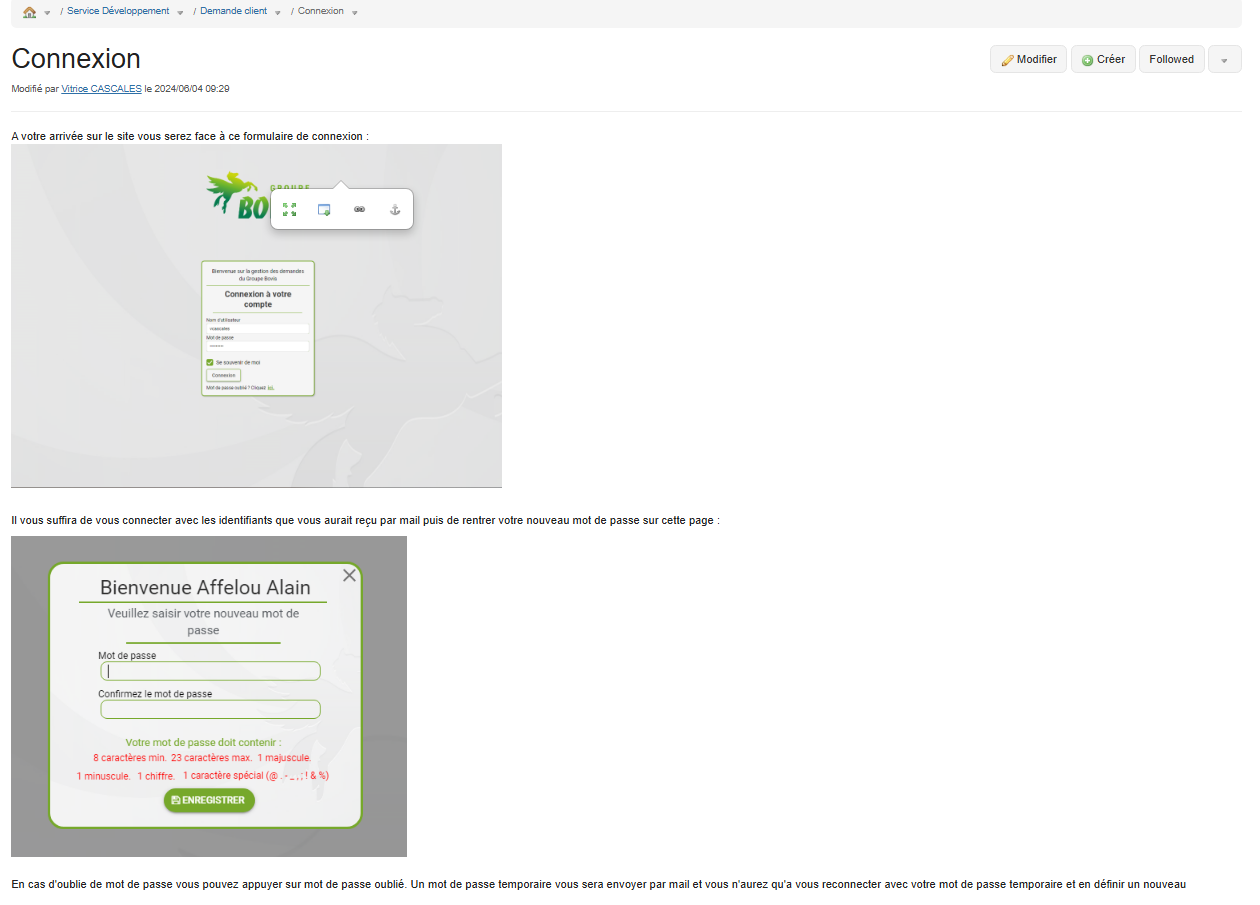 / Service Développement / Demande client / Connexion
Connexion
Modifier
Créer
Followed
Modifié par Vitrice CASCALES le 2024/06/04 09:29
A votre arrivée sur le site vous serez face à ce formulaire de connexion :
GROUPE
BO
Bienvenue sur la gestion des demandes
du Groupe Bovis
Connexion à votre
compte
Nom d'utilisateur
Mot de passe
Se souvenir de moi
Connexion
Mot de passe oublié ? Cliquez ici.
Il vous suffira de vous connecter avec les identifiants que vous aurait reçu par mail puis de rentrer votre nouveau mot de passe sur cette page :
Bienvenue Affelou Alain
Veuillez saisir votre nouveau mot de
passe
Mot de passe
Confirmez le mot de passe
Votre mot de passe doit contenir :
8 caractères min. 23 caractères max. 1 majuscule.
1 minuscule. 1 chiffre. 1 caractère spécial (@ . - _ , ; ! & %)
ENREGISTRER
En cas d'oublie de mot de passe vous pouvez appuyer sur mot de passe oublié. Un mot de passe temporaire vous sera envoyer par mail et vous n'aurez qu'a vous reconnecter avec votre mot de passe temporaire et en définir un nouveau